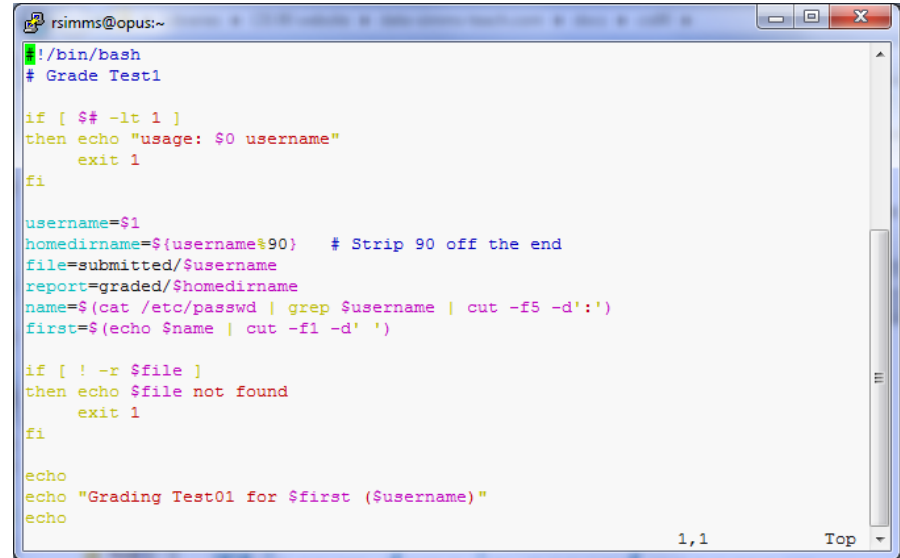 rsimms@opus:~
#!/bin/bash
# Grade Test1
if [ $# -lt 1 ]
then echo "usage: $0 username"
exit 1
fi
username=$1
homedirname=${username%90} # Strip 90 off the end
file=submitted/$username
report=graded/$homedirname
name=$(cat /etc/passwd | grep $username | cut -f5 -d':')
first=$(echo $name | cut -f1 -d' ')
if [ ! -r $file ]
then echo $file not found
exit 1
fi
echo
echo "Grading Test01 for $first ($username)"
echo
1,1 Top